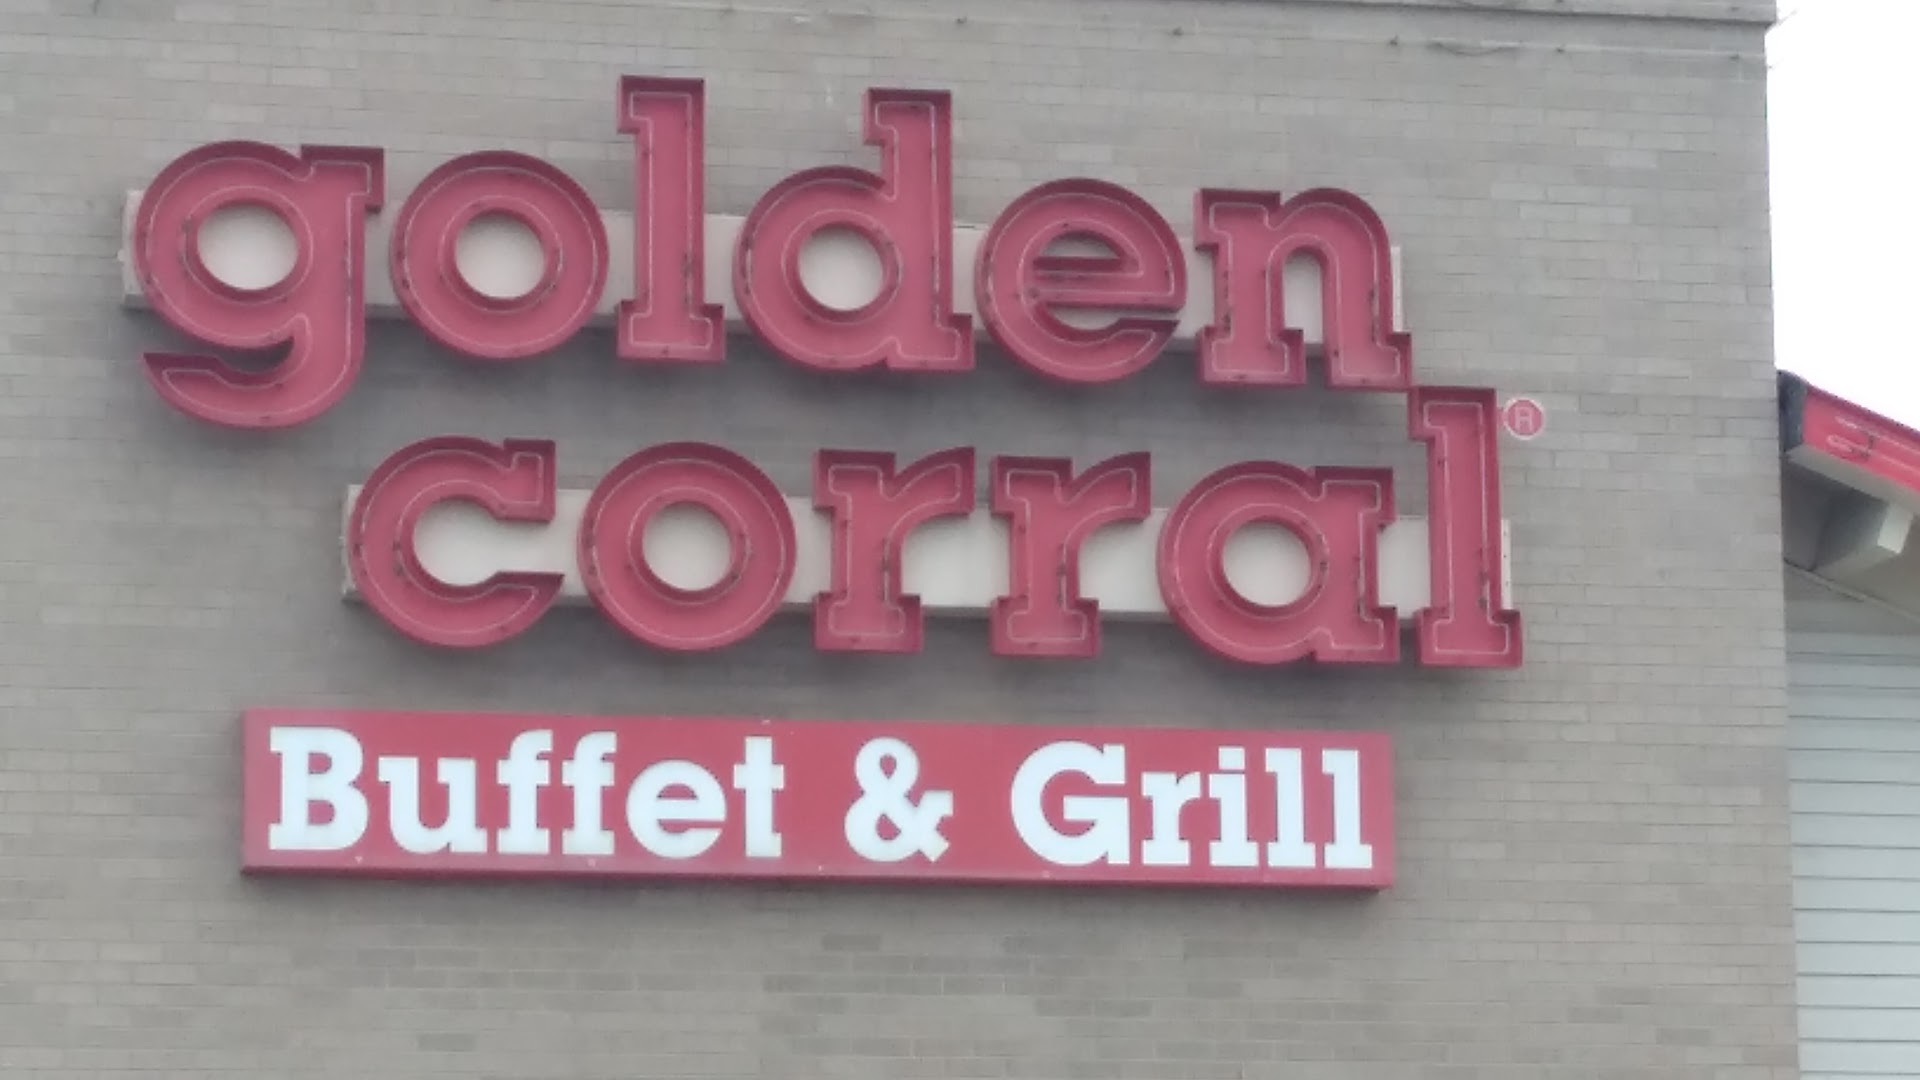 golden
corral®
Buffet & Grill